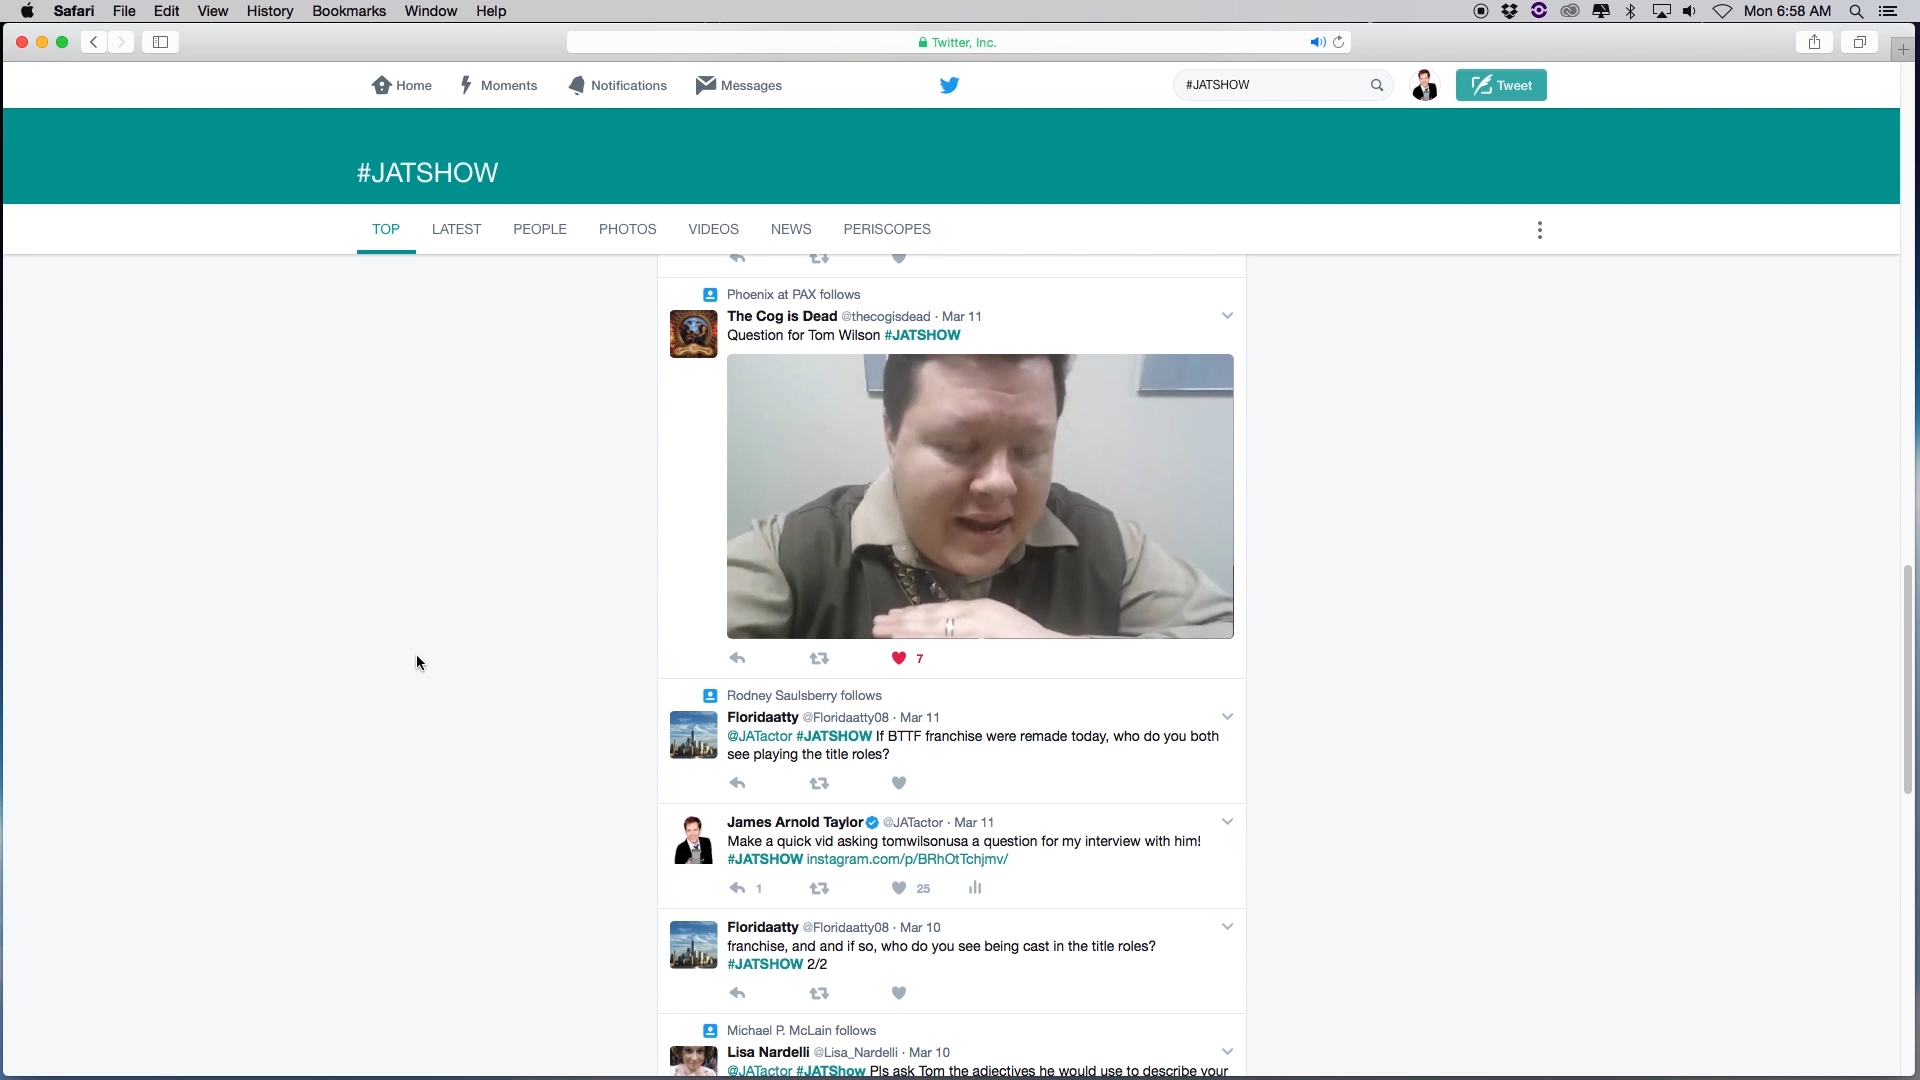 Safari File Edit View History Bookmarks Window Help
Mon 6:58 AM
Twitter, Inc.
Home Moments Notifications Messages
#JATSHOW
Tweet
#JATSHOW
TOP LATEST PEOPLE PHOTOS VIDEOS NEWS PERISCOPES
Phoenix at PAX follows
The Cog is Dead @thecogisdead · Mar 11
Question for Tom Wilson #JATSHOW
7
Rodney Saulsberry follows
Floridaatty @Floridaatty08 · Mar 11
@JATactor #JATSHOW If BTTF franchise were remade today, who do you both
see playing the title roles?
James Arnold Taylor @JATactor · Mar 11
Make a quick vid asking tomwilsonusa a question for my interview with him!
#JATSHOW instagram.com/p/BRhOtTchjmv/
1 25
Floridaatty @Floridaatty08 · Mar 10
franchise, and and if so, who do you see being cast in the title roles?
#JATSHOW 2/2
Michael P. McLain follows
Lisa Nardelli @Lisa_Nardelli · Mar 10
@JATactor #JATShow Pls ask Tom the adjectives he would use to describe your